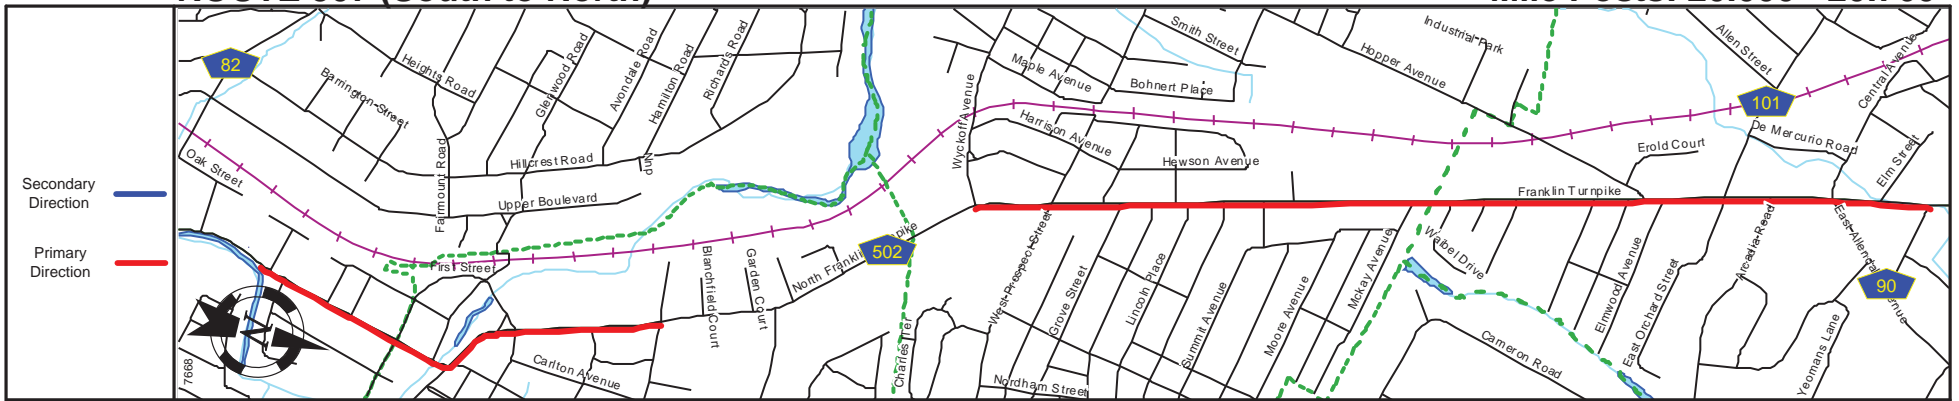 Secondary
Direction
Primary
Direction
82
Oak Street
7668
N
Barrington Street
Heights Road
Fairmount Road
Glenwood Road
Avondale Road
Hamilton Road
Richards Road
Hillcrest Road
Nnp
Upper Boulevard
First Street
Carlton Avenue
Blanchfield Court
Garden Court
North Franklin
pike
502
Charles Ter
Wyckoff Avenue
Maple Avenue
Bohnert Place
Smith Street
Harrison Avenue
Hewson Avenue
Hopper Avenue
Industrial Park
West Prospect Street
Grove Street
Lincoln Place
Summit Avenue
Moore Avenue
Mckay Avenue
Nordham Street
Franklin Turnpike
Waibel Drive
Cameron Road
Elmwood Avenue
East Orchard Street
Arcadia Road
Yeomans Lane
Erold Court
De Mercurio Road
101
Allen Street
Central Avenue
Elm Street
East Allendale
enue
90